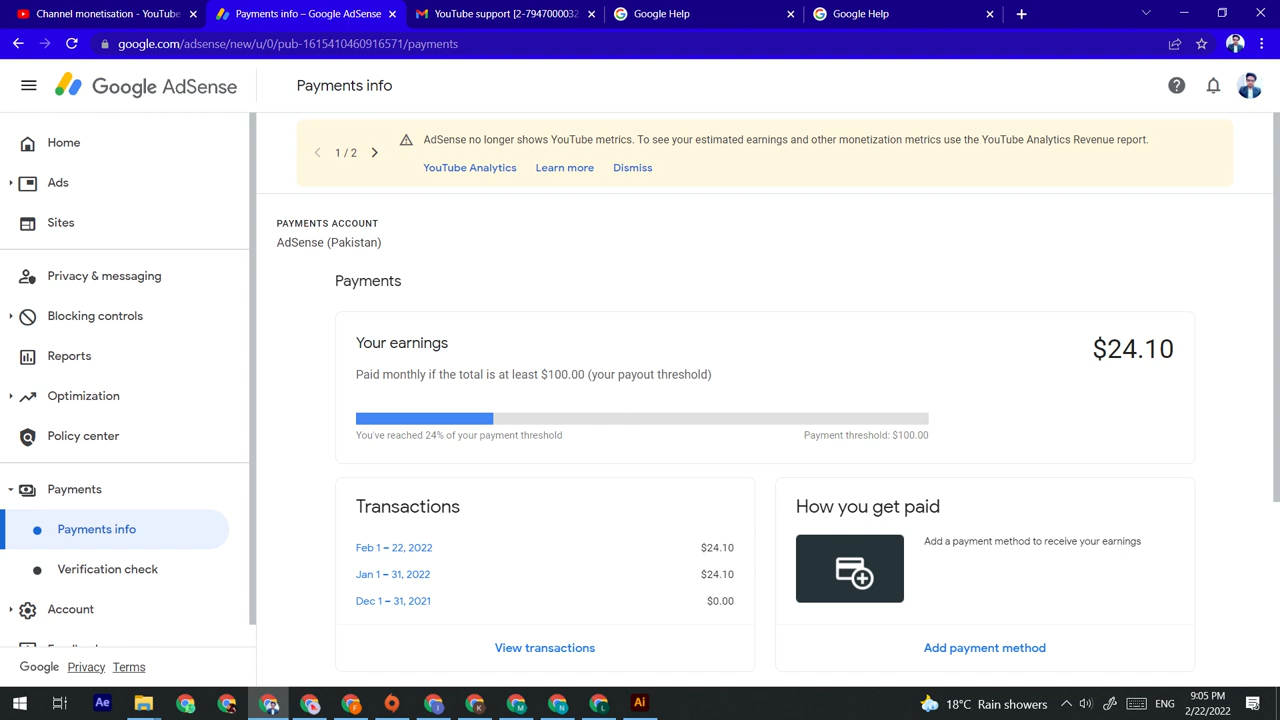 Channel monetisation - YouTube
Payments info – Google AdSense
YouTube support [2-7947000032
Google Help
Google Help
google.com/adsense/new/u/0/pub-1615410460916571/payments
Google AdSense
Payments info
Home
Ads
Sites
Privacy & messaging
Blocking controls
Reports
Optimization
Policy center
Payments
Payments info
Verification check
Account
Google Privacy Terms
1 / 2
AdSense no longer shows YouTube metrics. To see your estimated earnings and other monetization metrics use the YouTube Analytics Revenue report.
YouTube Analytics Learn more Dismiss
PAYMENTS ACCOUNT
AdSense (Pakistan)
Payments
Your earnings
$24.10
Paid monthly if the total is at least $100.00 (your payout threshold)
You've reached 24% of your payment threshold
Payment threshold: $100.00
Transactions
Feb 1 – 22, 2022 $24.10
Jan 1 – 31, 2022 $24.10
Dec 1 – 31, 2021 $0.00
View transactions
How you get paid
Add a payment method to receive your earnings
Add payment method
Ae
Ai
18°C Rain showers
ENG
9:05 PM
2/22/2022